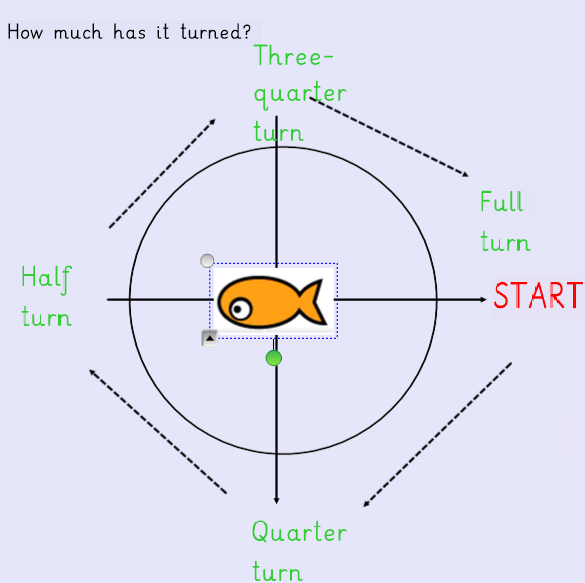 How much has it turned?
Three-
quarter
turn
Full
turn
Half
turn
START
Quarter
turn